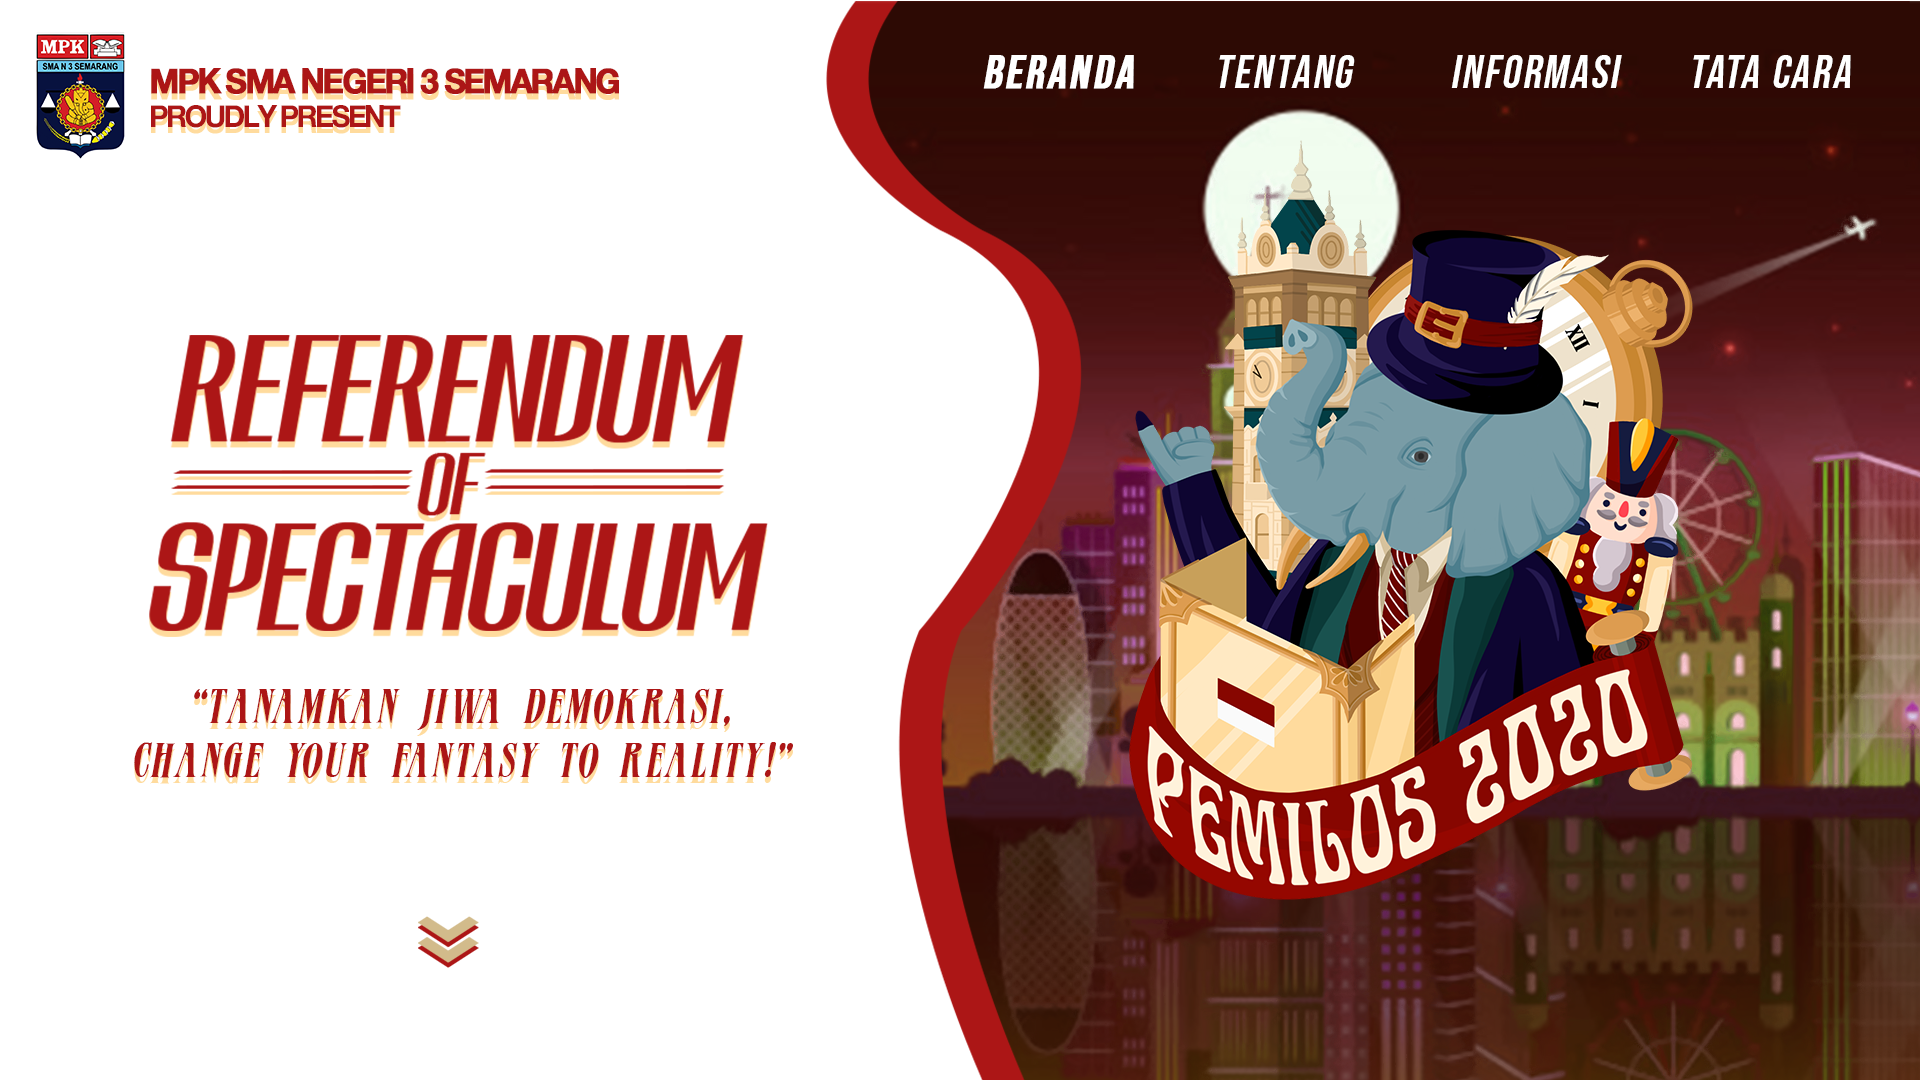 MPK
SMA N 3 SEMARANG
MPK SMA NEGERI 3 SEMARANG
PROUDLY PRESENT
BERANDA TENTANG INFORMASI TATA CARA
REFERENDUM
OF
SPECTACULUM
“TANAMKAN JIWA DEMOKRASI,
CHANGE YOUR FANTASY TO REALITY!”
XII
I
V
PEMILOS 2020